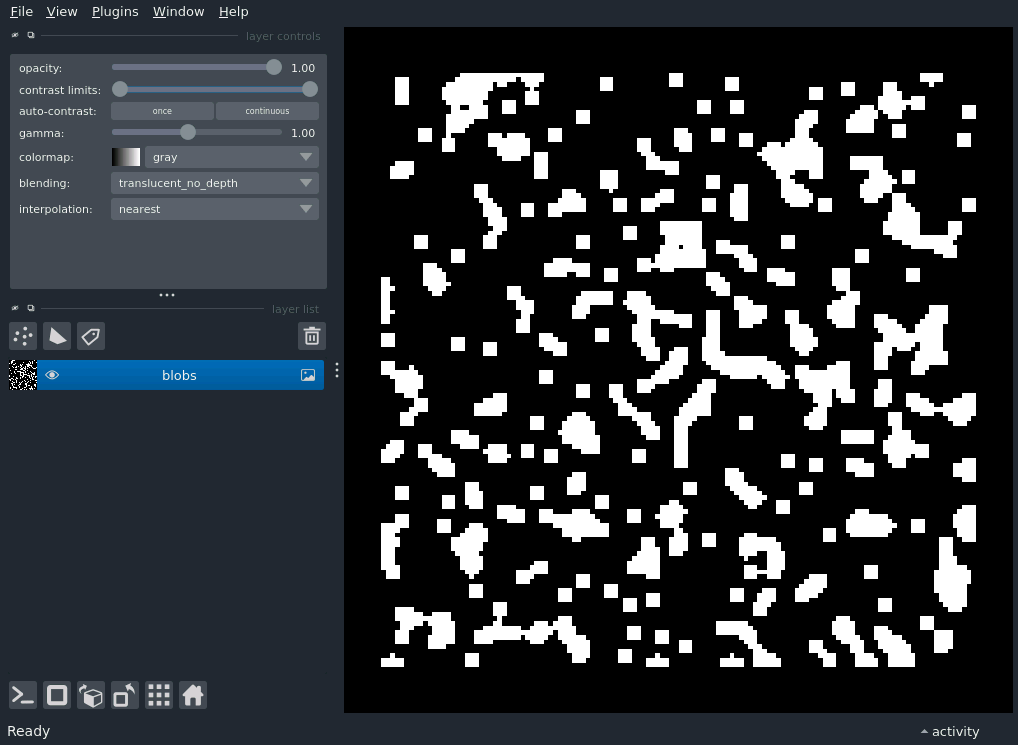 File View Plugins Window Help
layer controls
opacity: 1.00
contrast limits:
auto-contrast: once continuous
gamma: 1.00
colormap: gray
blending: translucent_no_depth
interpolation: nearest
layer list
blobs
Ready
activity